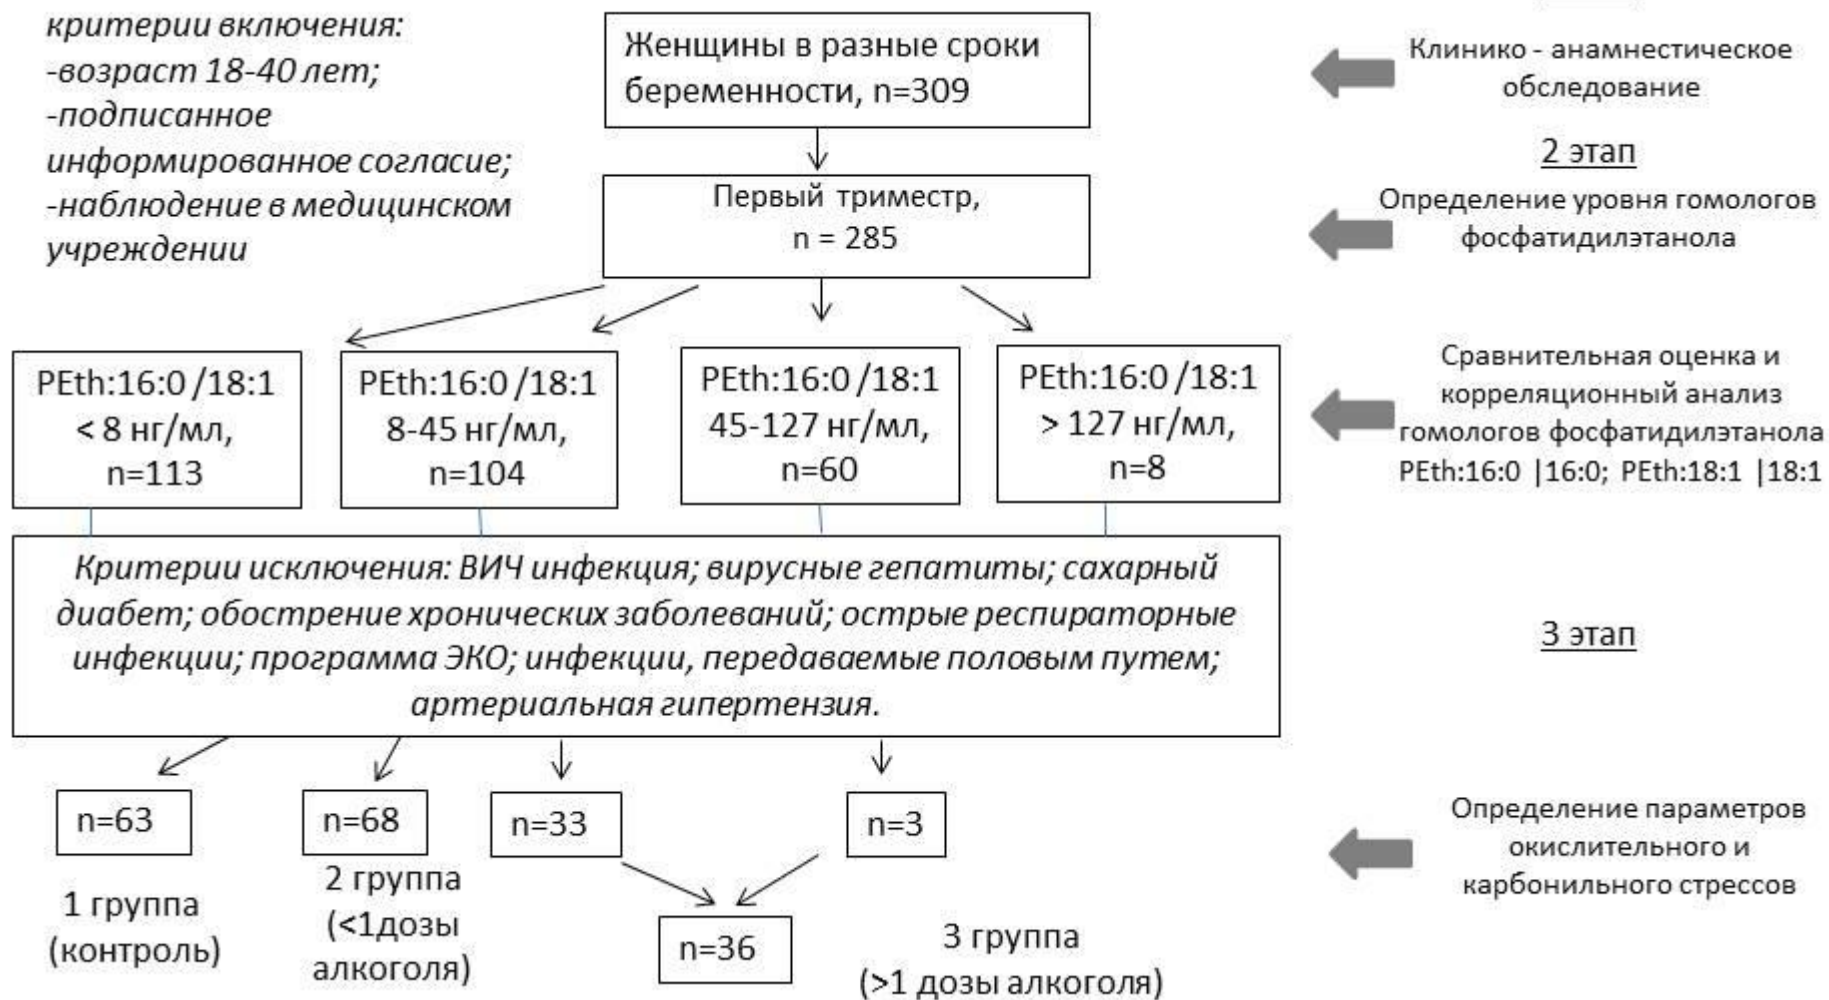 критерии включения:
-возраст 18-40 лет;
-подписанное
информированное согласие;
-наблюдение в медицинском
учреждении
Женщины в разные сроки
беременности, n=309
Клинико - анамнестическое
обследование
2 этап
Первый триместр,
n = 285
Определение уровня гомологов
фосфатидилэтанола
PEth:16:0 /18:1
< 8 нг/мл,
n=113
PEth:16:0 /18:1
8-45 нг/мл,
n=104
PEth:16:0 /18:1
45-127 нг/мл,
n=60
PEth:16:0 /18:1
> 127 нг/мл,
n=8
Сравнительная оценка и
корреляционный анализ
гомологов фосфатидилэтанола
PEth:16:0 |16:0; PEth:18:1 |18:1
Критерии исключения: ВИЧ инфекция; вирусные гепатиты; сахарный
диабет; обострение хронических заболеваний; острые респираторные
инфекции; программа ЭКО; инфекции, передаваемые половым путем;
артериальная гипертензия.
3 этап
n=63
n=68
n=33
n=3
Определение параметров
окислительного и
карбонильного стрессов
1 группа
(контроль)
2 группа
(<1дозы
алкоголя)
n=36
3 группа
(>1 дозы алкоголя)